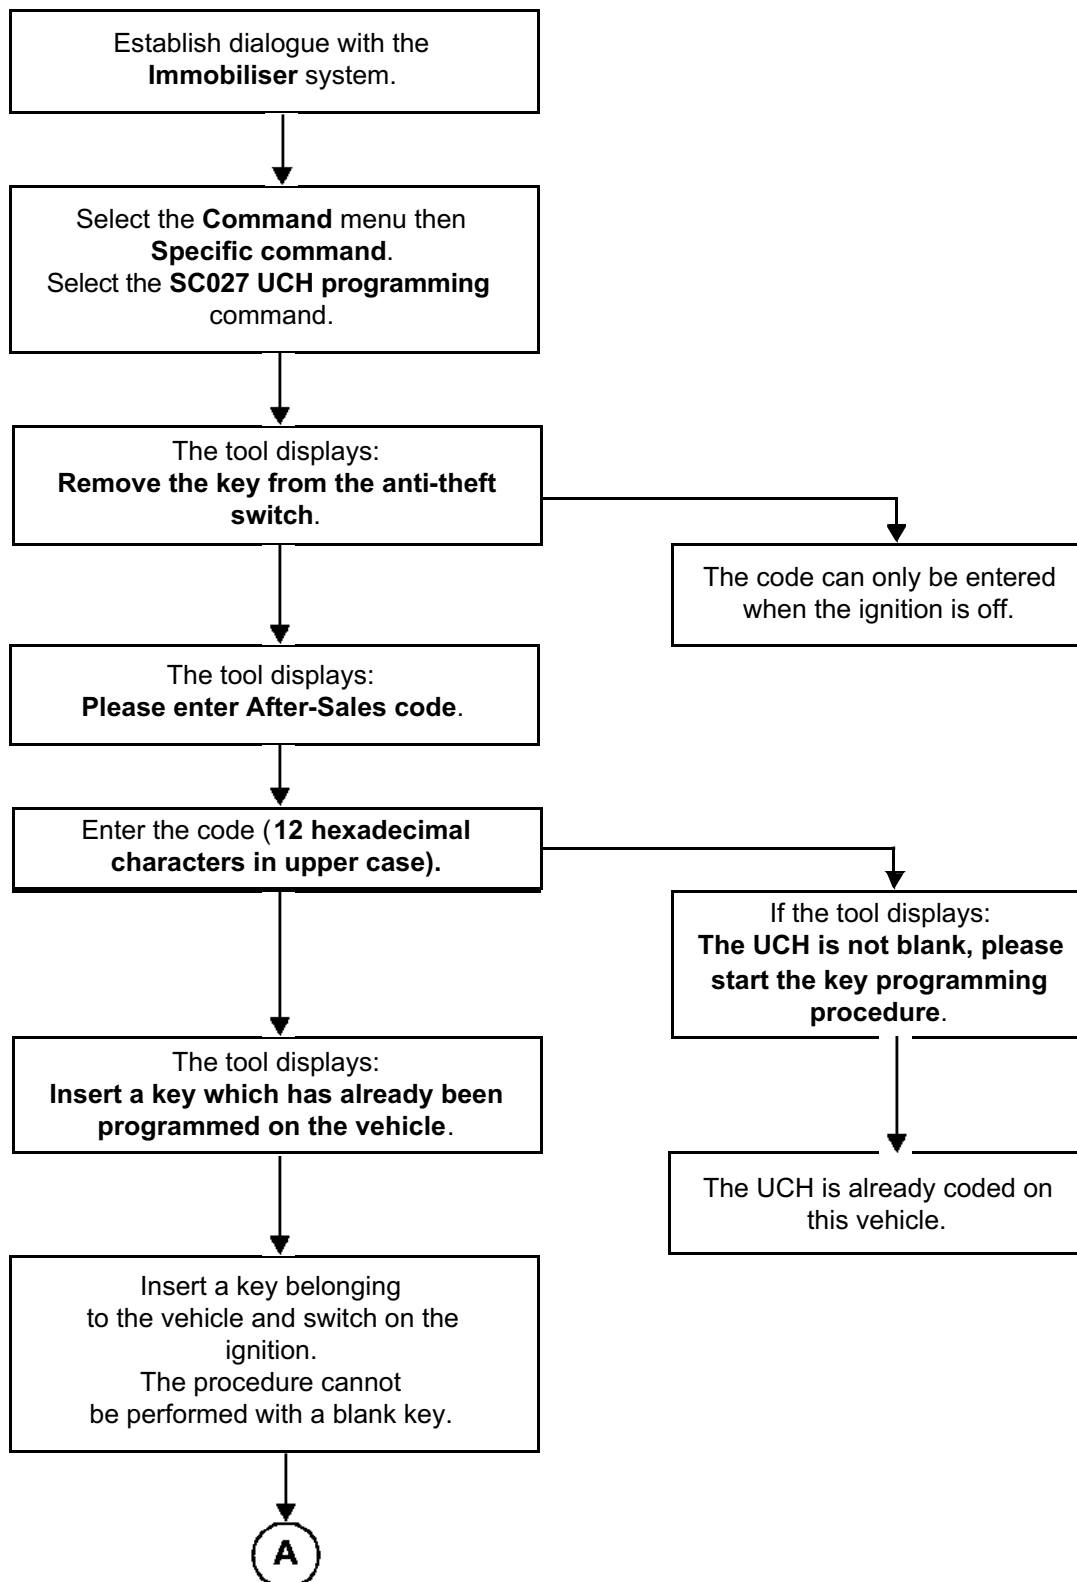 Establish dialogue with the
Immobiliser system.
Select the Command menu then
Specific command.
Select the SC027 UCH programming
command.
The tool displays:
Remove the key from the anti-theft
switch.
The code can only be entered
when the ignition is off.
The tool displays:
Please enter After-Sales code.
Enter the code (12 hexadecimal
characters in upper case).
If the tool displays:
The UCH is not blank, please
start the key programming
procedure.
The tool displays:
Insert a key which has already been
programmed on the vehicle.
The UCH is already coded on
this vehicle.
Insert a key belonging
to the vehicle and switch on the
ignition.
The procedure cannot
be performed with a blank key.
A